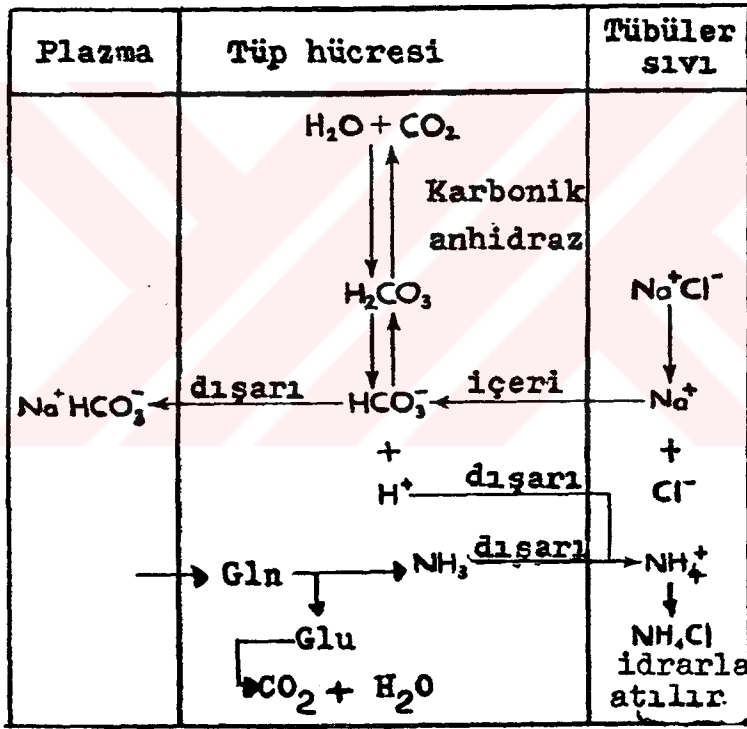 Plazma
Tüp hücresi
Tübüler
sıvı
H₂O + CO₂
Karbonik
anhidraz
H₂CO₃
Na⁺Cl⁻
Na⁺HCO₃⁻
dışarı
HCO₃⁻
içeri
Na⁺
+
+
H⁺
dışarı
Cl⁻
Gln
NH₃
dışarı
NH₄⁺
Glu
NH₄Cl
CO₂ + H₂O
idrarla
atılır.